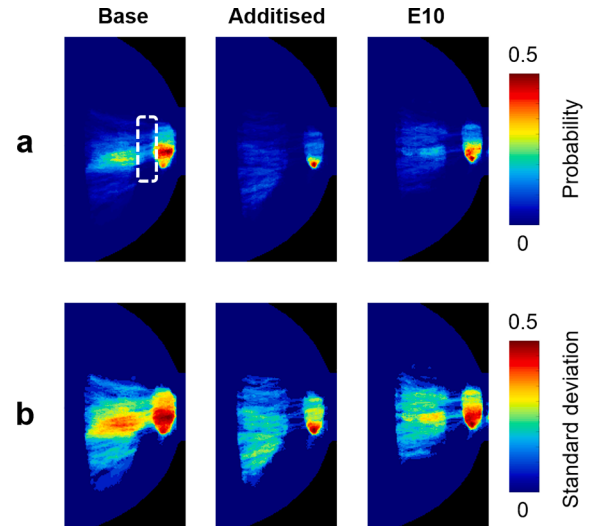 Base Additised E10
a
0.5
Probability
0
b
0.5
Standard deviation
0